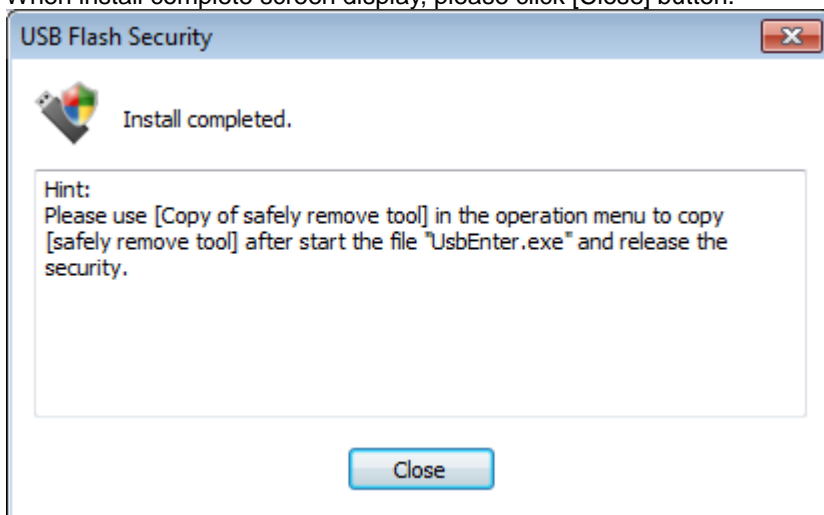 When install complete screen display, please click [Close] button.
USB Flash Security
Install completed.
Hint:
Please use [Copy of safely remove tool] in the operation menu to copy
[safely remove tool] after start the file "UsbEnter.exe" and release the
security.
Close